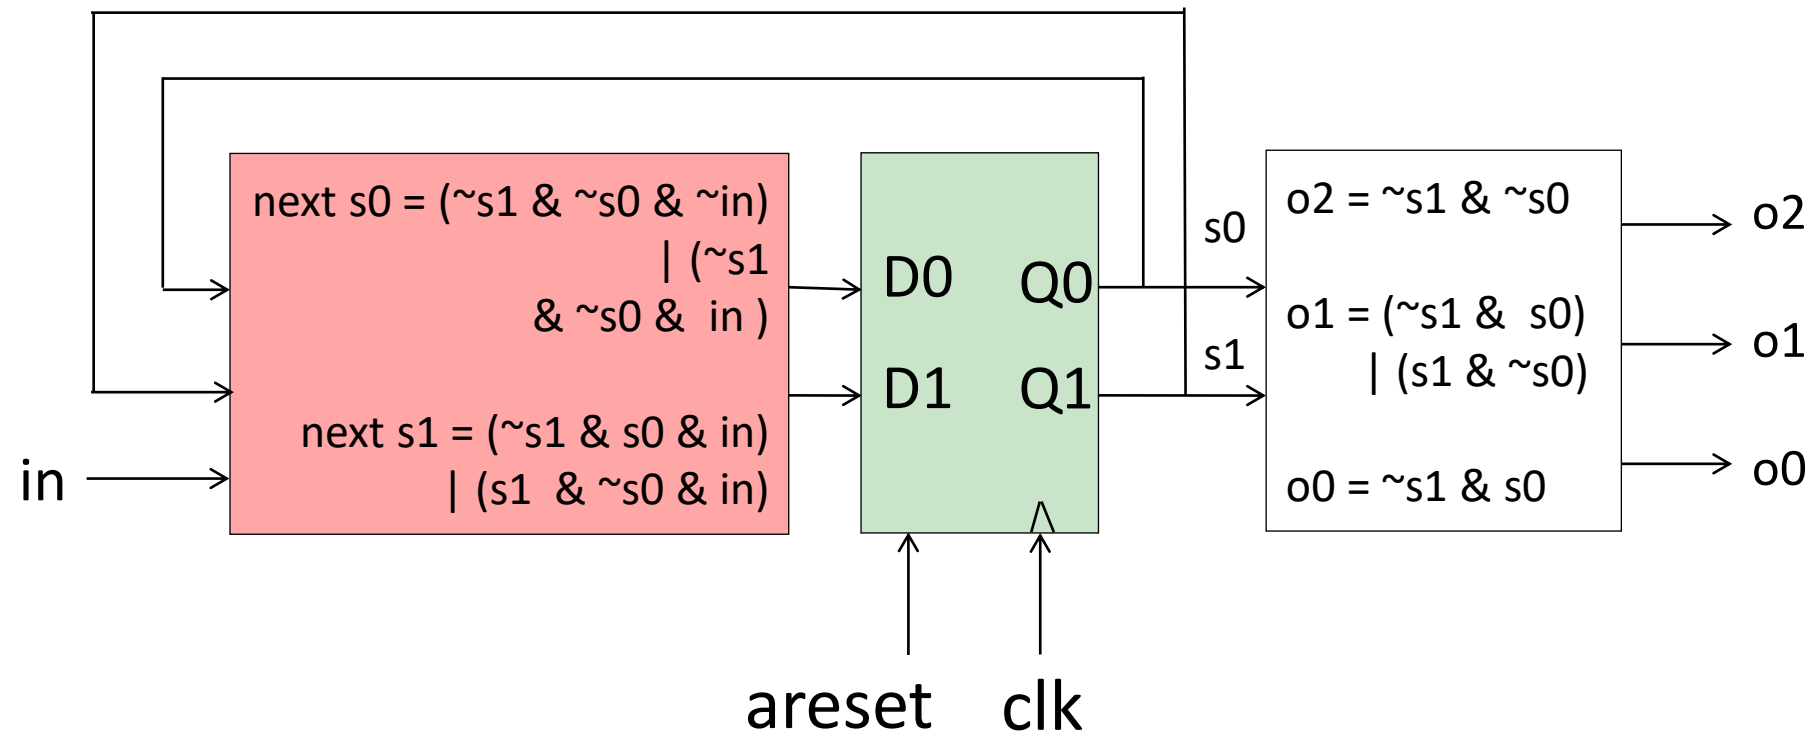 next s0 = (~s1 & ~s0 & ~in)
| (~s1
& ~s0 & in )
next s1 = (~s1 & s0 & in)
| (s1 & ~s0 & in)
in
D0 Q0
D1 Q1
areset clk
s0
s1
o2 = ~s1 & ~s0
o1 = (~s1 & s0)
| (s1 & ~s0)
o0 = ~s1 & s0
o2
o1
o0